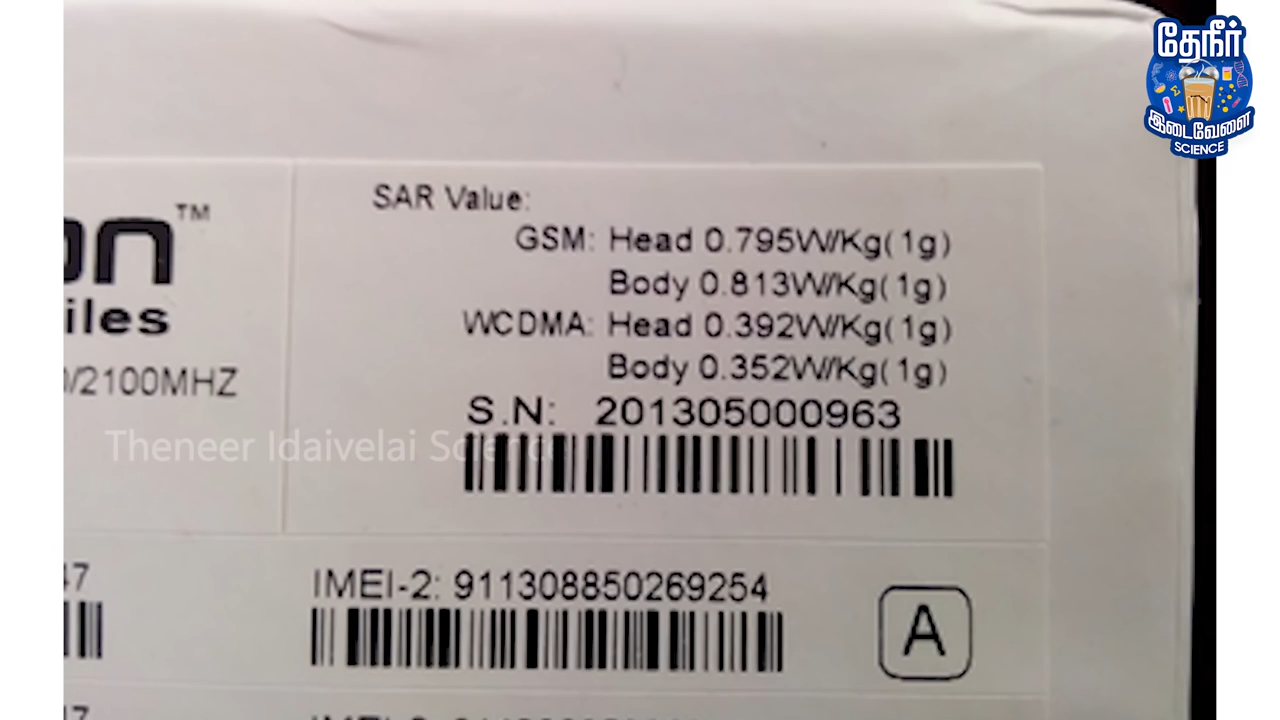 தேநீர்
இடைவேளை
SCIENCE
SAR Value:
GSM: Head 0.795W/Kg(1g)
Body 0.813W/Kg(1g)
WCDMA: Head 0.392W/Kg(1g)
Body 0.352W/Kg(1g)
TM
iles
/2100MHZ
S.N: 201305000963
Theneer Idaivelai Science
47
IMEI-2: 911308850269254
A